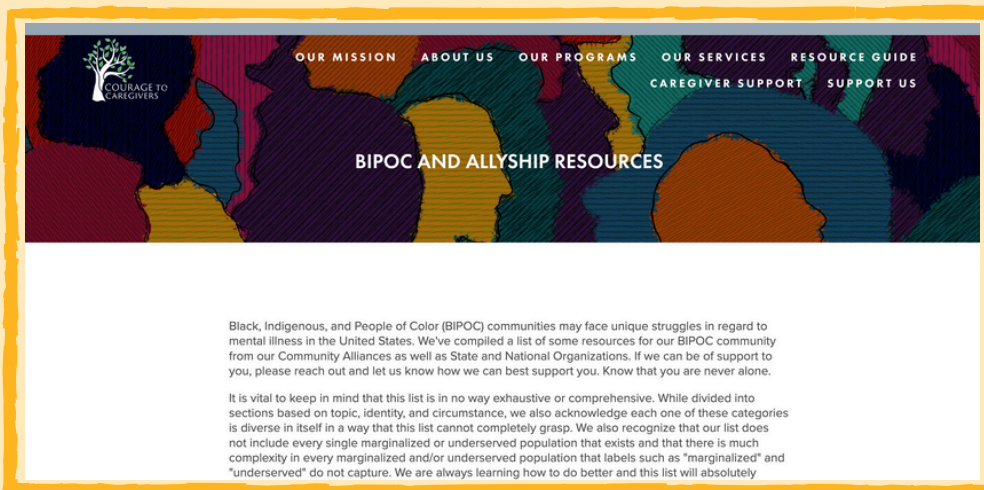 COURAGE TO
CAREGIVERS
OUR MISSION ABOUT US OUR PROGRAMS OUR SERVICES RESOURCE GUIDE
CAREGIVER SUPPORT SUPPORT US
BIPOC AND ALLYSHIP RESOURCES
Black, Indigenous, and People of Color (BIPOC) communities may face unique struggles in regard to
mental illness in the United States. We've compiled a list of some resources for our BIPOC community
from our Community Alliances as well as State and National Organizations. If we can be of support to
you, please reach out and let us know how we can best support you. Know that you are never alone.
It is vital to keep in mind that this list is in no way exhaustive or comprehensive. While divided into
sections based on topic, identity, and circumstance, we also acknowledge each one of these categories
is diverse in itself in a way that this list cannot completely grasp. We also recognize that our list does
not include every single marginalized or underserved population that exists and that there is much
complexity in every marginalized and/or underserved population that labels such as "marginalized" and
"underserved" do not capture. We are always learning how to do better and this list will absolutely